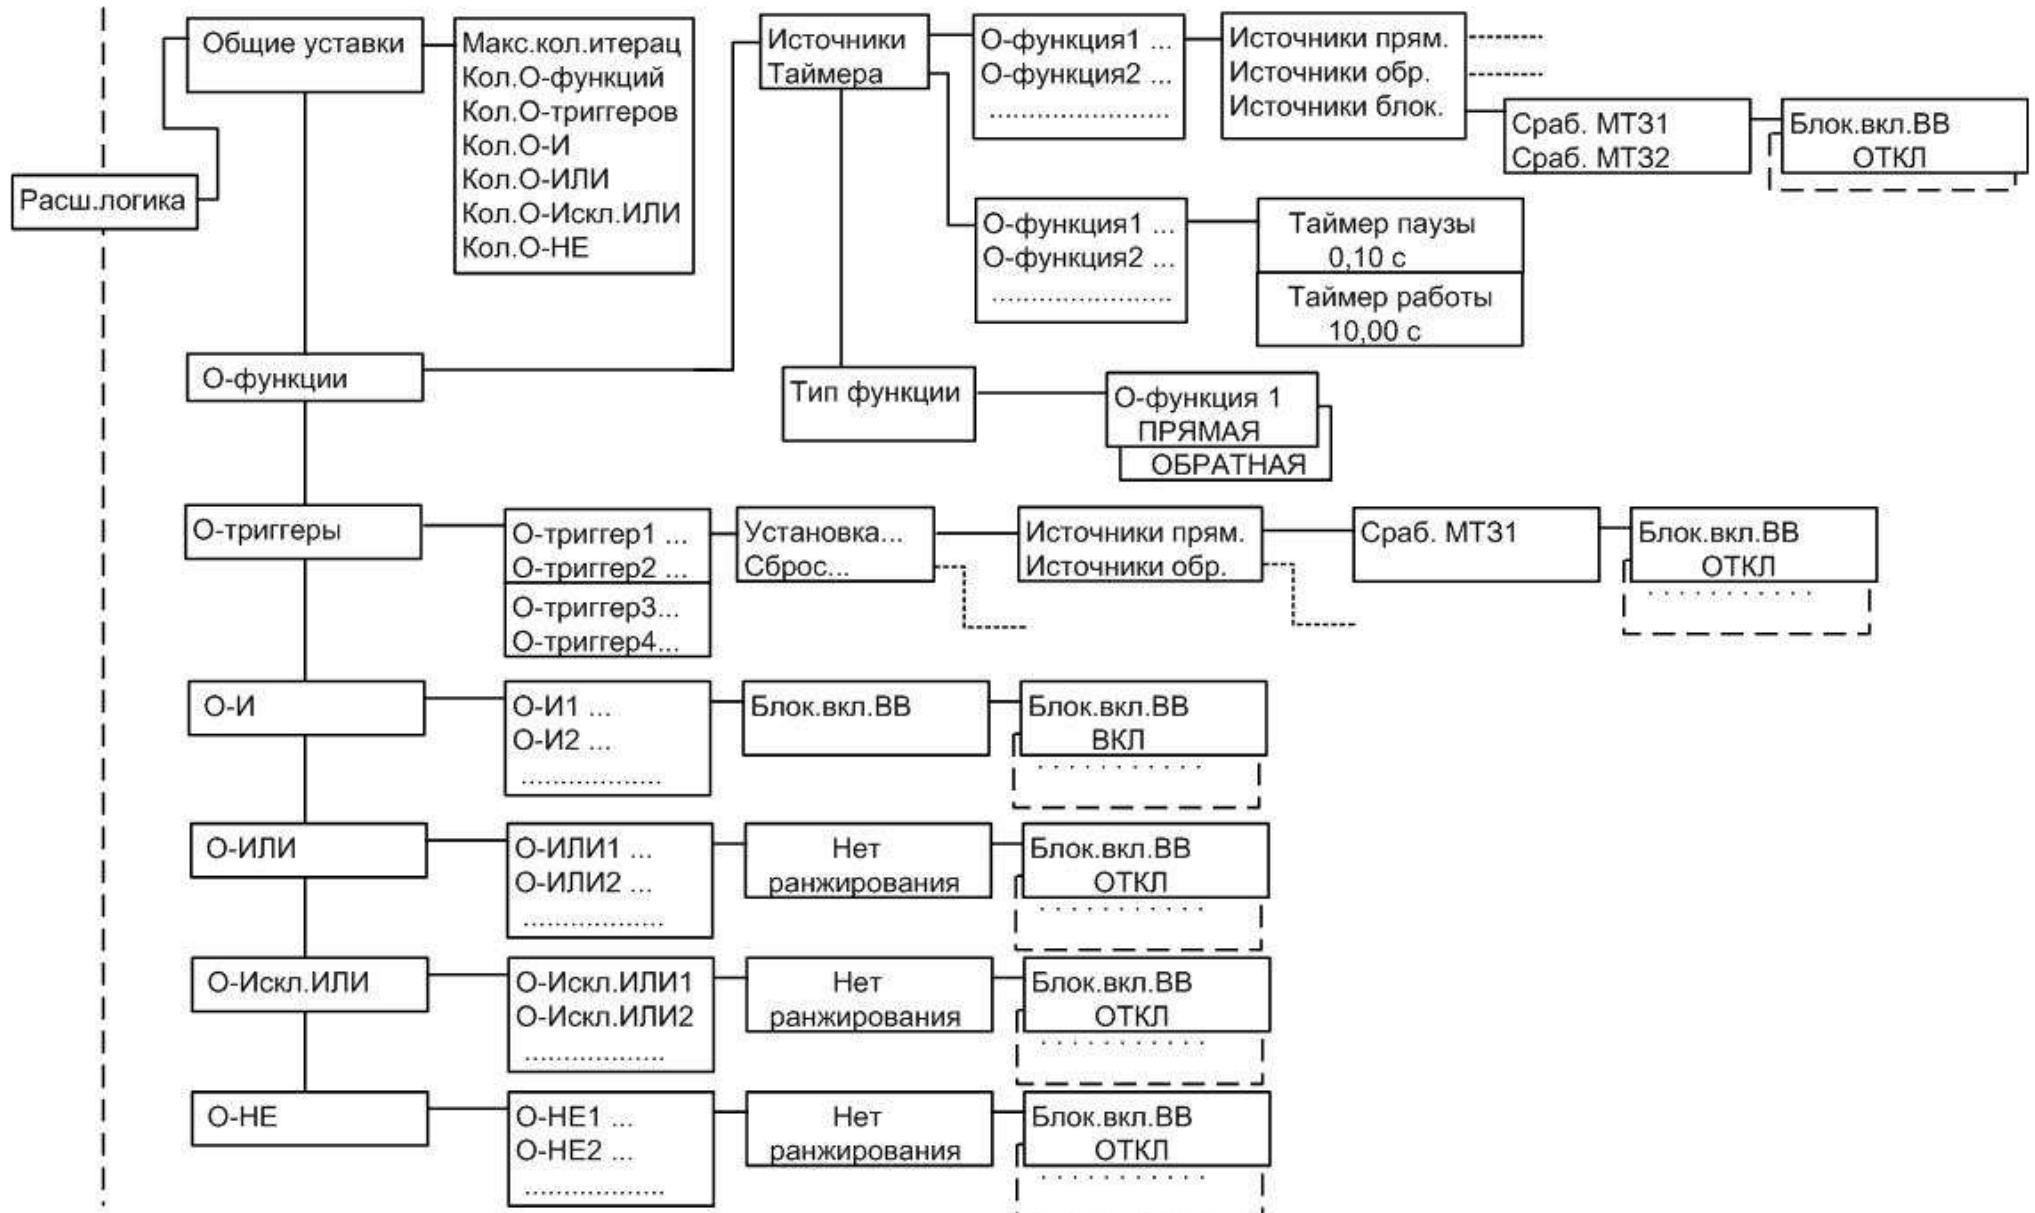 Расш.логика
Общие уставки
Макс.кол.итерац
Кол.О-функций
Кол.О-триггеров
Кол.О-И
Кол.О-ИЛИ
Кол.О-Искл.ИЛИ
Кол.О-НЕ
О-функции
Источники
Таймера
О-функция1 ...
О-функция2 ...
......................
Источники прям.
Источники обр.
Источники блок.
Сраб. МТЗ1
Сраб. МТЗ2
Блок.вкл.ВВ
ОТКЛ
О-функция1 ...
О-функция2 ...
......................
Таймер паузы
0,10 с
Таймер работы
10,00 с
Тип функции
О-функция 1
ПРЯМАЯ
ОБРАТНАЯ
О-триггеры
О-триггер1 ...
О-триггер2 ...
О-триггер3...
О-триггер4...
Установка...
Сброс...
Источники прям.
Источники обр.
Сраб. МТЗ1
Блок.вкл.ВВ
ОТКЛ
. . . . . . . . . . .
О-И
О-И1 ...
О-И2 ...
..................
Блок.вкл.ВВ
Блок.вкл.ВВ
ВКЛ
. . . . . . . . . . .
О-ИЛИ
О-ИЛИ1 ...
О-ИЛИ2 ...
..................
Нет
ранжирования
Блок.вкл.ВВ
ОТКЛ
. . . . . . . . . . .
О-Искл.ИЛИ
О-Искл.ИЛИ1
О-Искл.ИЛИ2
..................
Нет
ранжирования
Блок.вкл.ВВ
ОТКЛ
. . . . . . . . . . .
О-НЕ
О-НЕ1 ...
О-НЕ2 ...
..................
Нет
ранжирования
Блок.вкл.ВВ
ОТКЛ
. . . . . . . . . . .